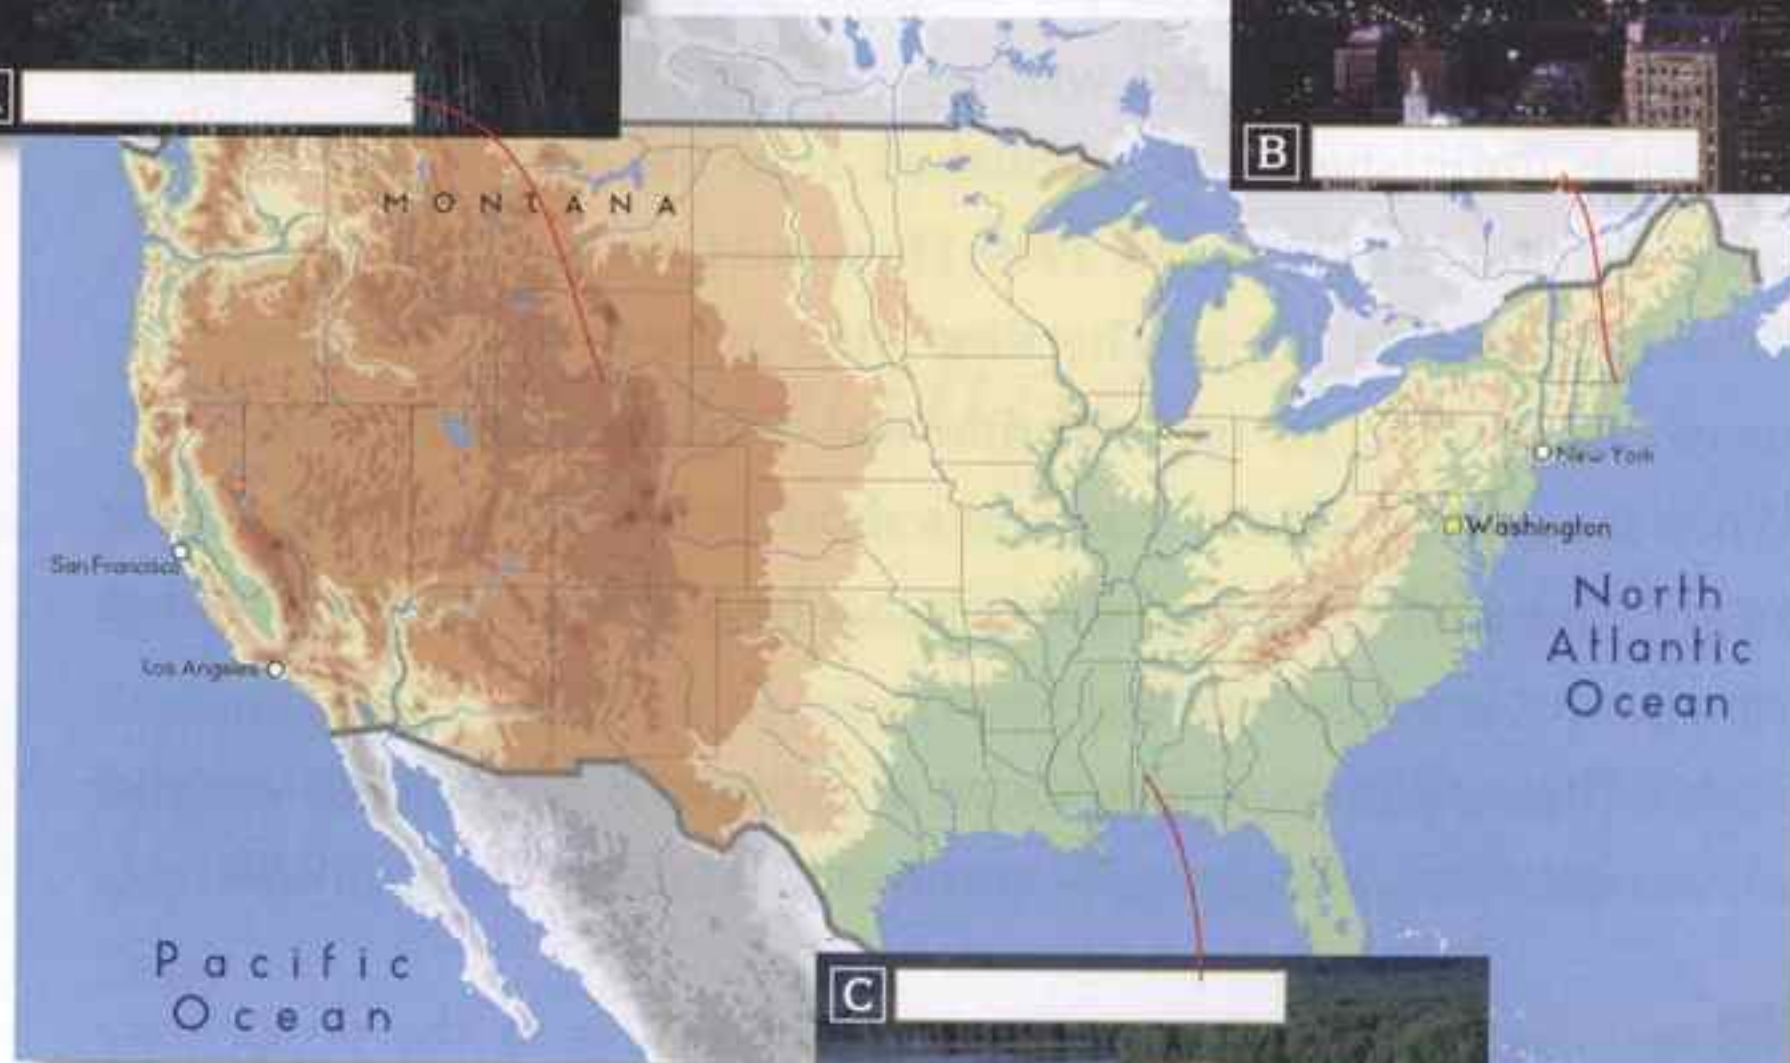 B
MONTANA
New York
Washington
San Francisco
North
Atlantic
Ocean
Los Angeles
Pacific
Ocean
C